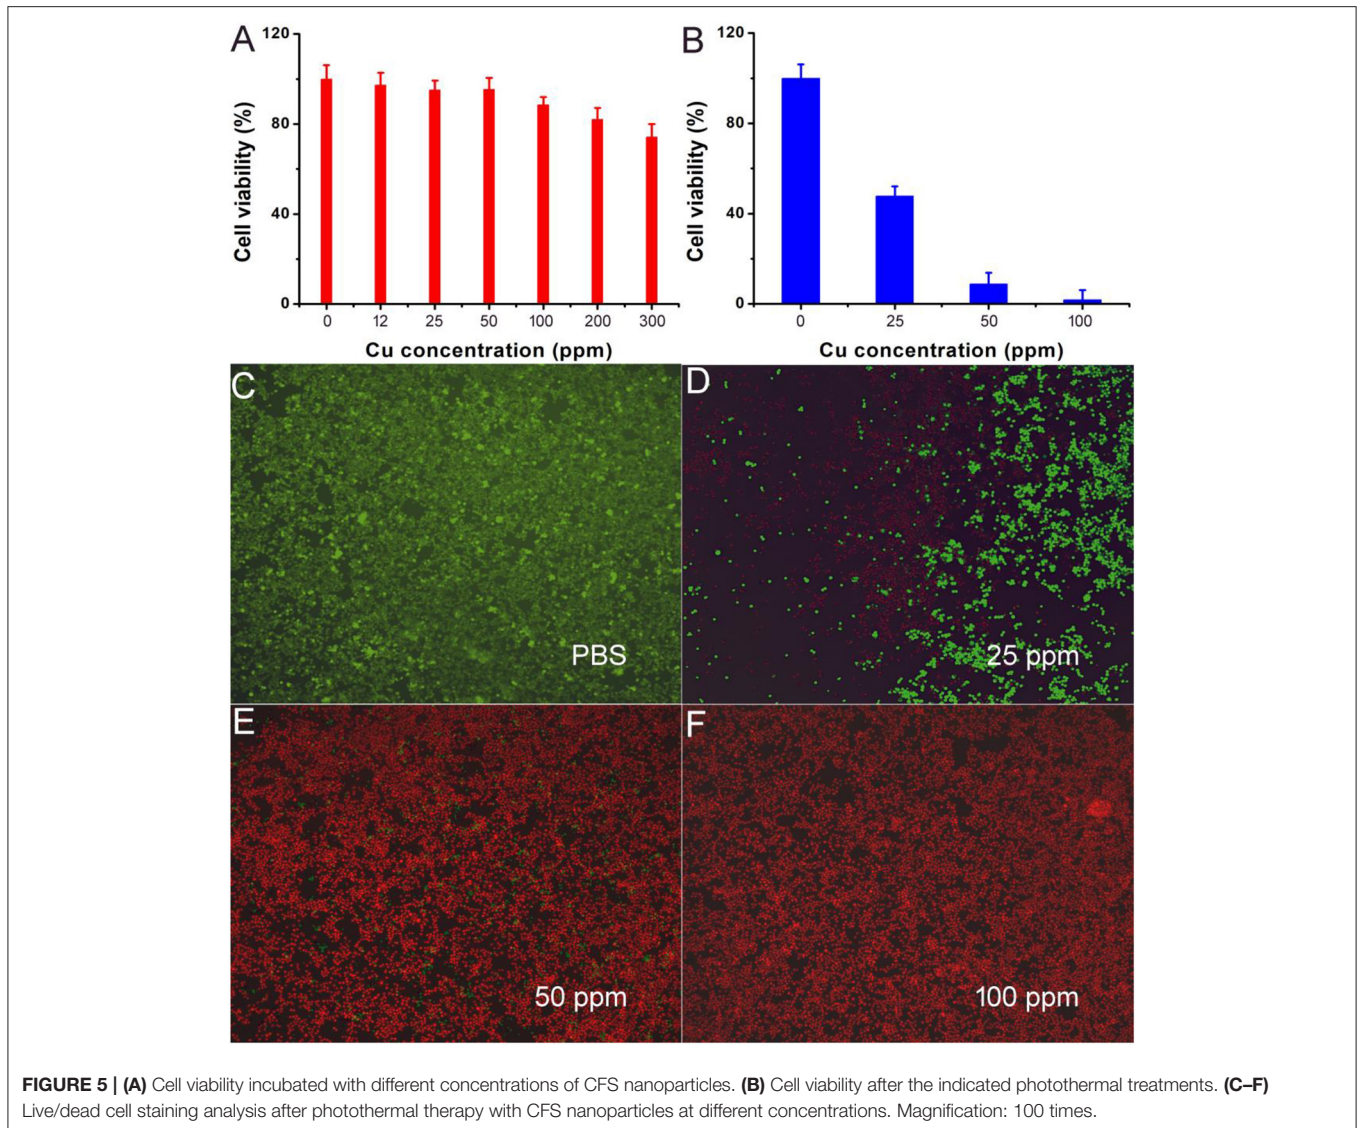 A
Cell viability (%)
120
80
40
0
0 12 25 50 100 200 300
Cu concentration (ppm)
B
Cell viability (%)
120
80
40
0
0 25 50 100
Cu concentration (ppm)
C
PBS
D
25 ppm
E
50 ppm
F
100 ppm
FIGURE 5 | (A) Cell viability incubated with different concentrations of CFS nanoparticles. (B) Cell viability after the indicated photothermal treatments. (C–F)
Live/dead cell staining analysis after photothermal therapy with CFS nanoparticles at different concentrations. Magnification: 100 times.